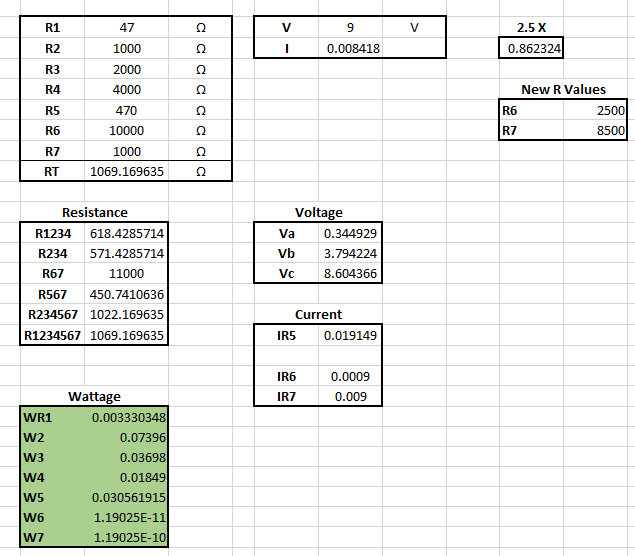 R1 47 Ω V 9 V 2.5 X
R2 1000 Ω I 0.008418 0.862324
R3 2000 Ω
R4 4000 Ω New R Values
R5 470 Ω R6 2500
R6 10000 Ω R7 8500
R7 1000 Ω
RT 1069.169635 Ω
Resistance Voltage
R1234 618.4285714 Va 0.344929
R234 571.4285714 Vb 3.794224
R67 11000 Vc 8.604366
R567 450.7410636
R234567 1022.169635 Current
R1234567 1069.169635 IR5 0.019149
IR6 0.0009
Wattage IR7 0.009
WR1 0.003330348
W2 0.07396
W3 0.03698
W4 0.01849
W5 0.030561915
W6 1.19025E-11
W7 1.19025E-10